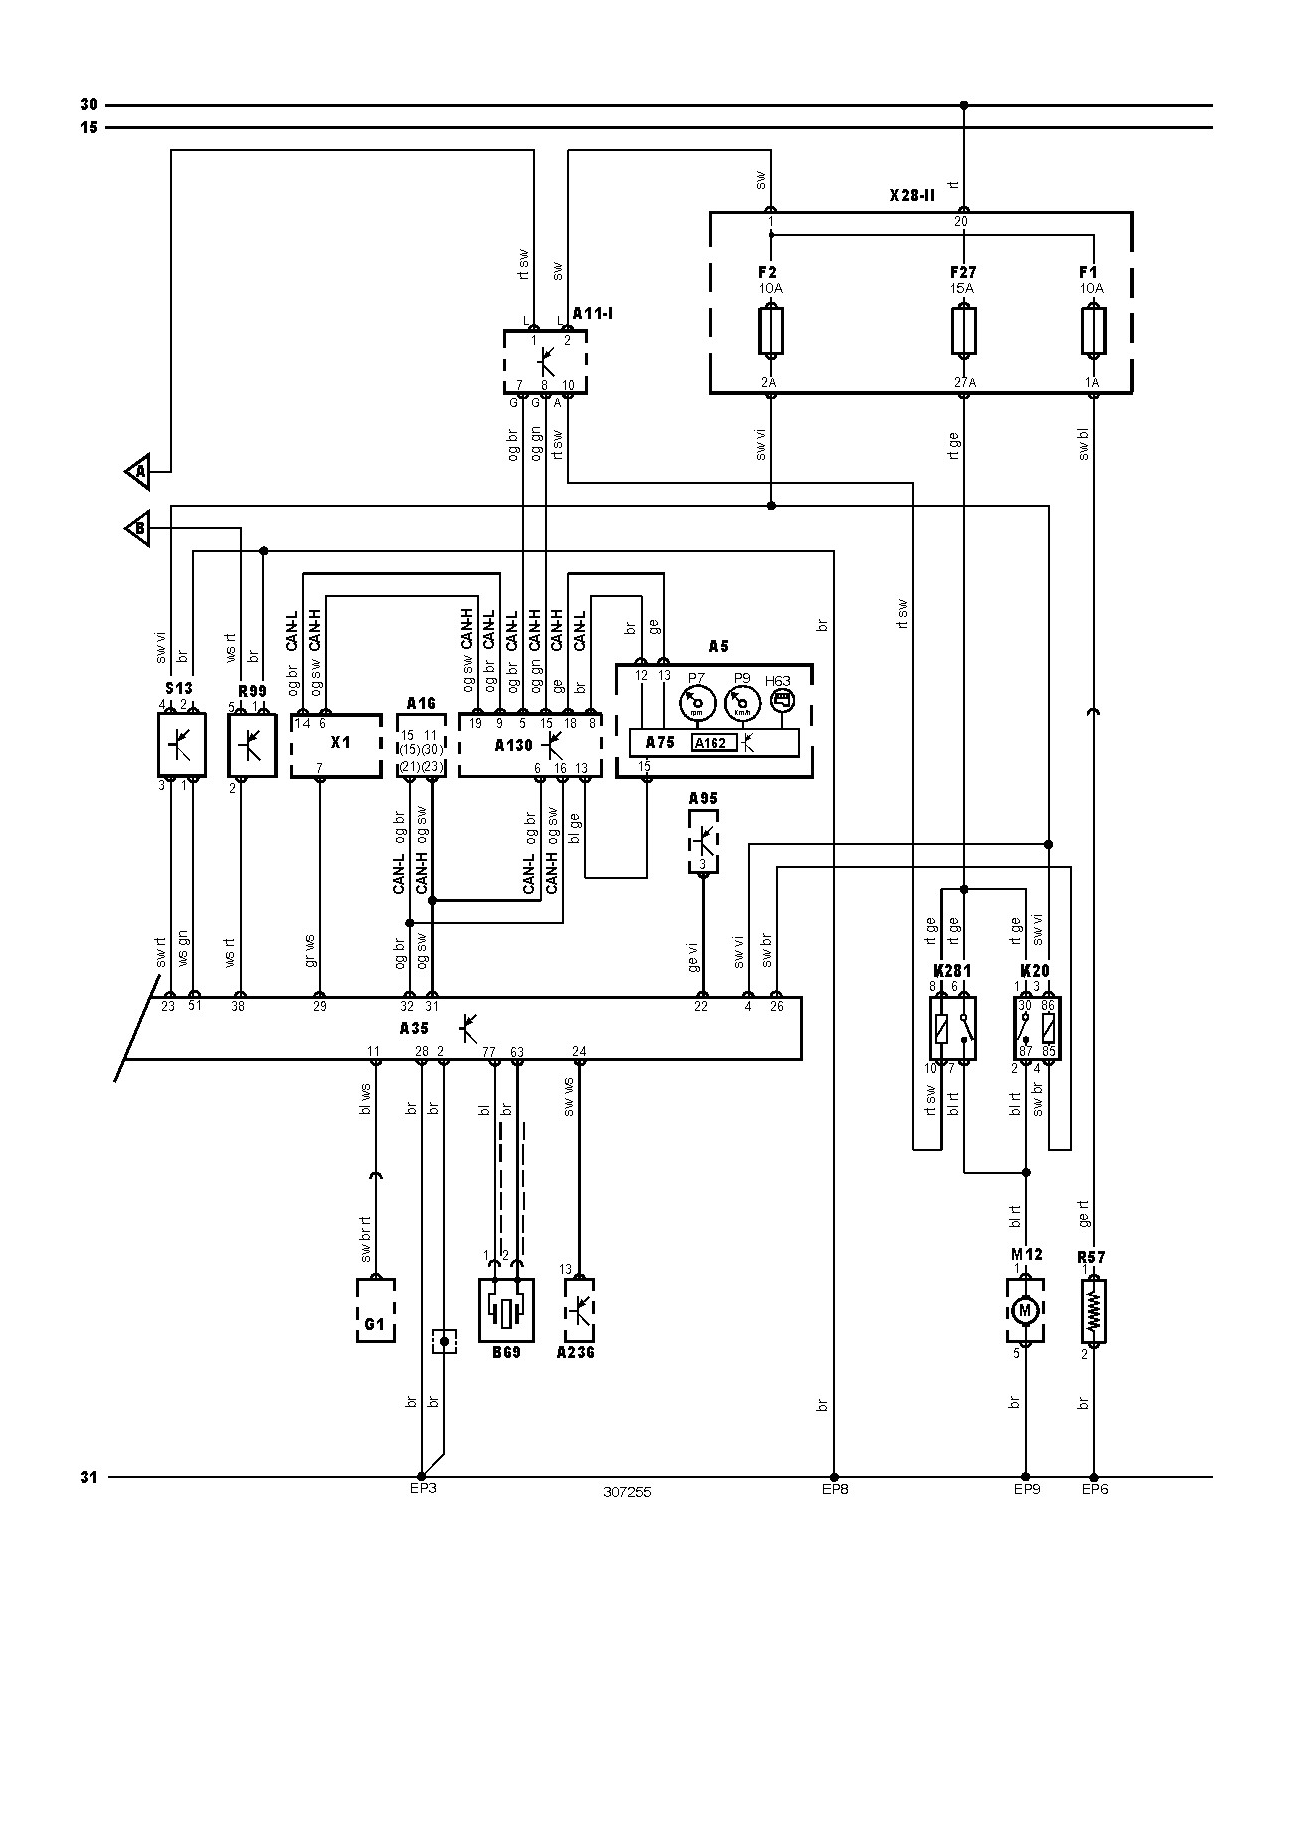 30
15
sw
rt
X28-II
1
20
rt sw
sw
F2
10A
F27
15A
F1
10A
A11-I
L
L
1
2
7
8
10
2A
27A
1A
G
G
A
og br
og gn
rt sw
sw vi
rt ge
sw bl
A
B
sw vi
br
ws rt
br
og br
CAN-L
og sw
CAN-H
og sw
CAN-H
og br
CAN-L
og br
CAN-L
og gn
CAN-H
ge
CAN-H
br
CAN-L
br
ge
br
rt sw
A5
12
13
P7
P9
H63
rpm
Km/h
S13
R99
4
2
5
1
14
6
A16
19
9
5
15
18
8
X1
15
11
(15)
(30)
(21)
(23)
A130
A75
A162
7
6
16
13
15
3
1
2
A95
3
CAN-L
og br
CAN-H
og sw
CAN-L
og br
CAN-H
og sw
bl ge
sw rt
ws gn
ws rt
gr ws
og br
og sw
ge vi
sw vi
sw br
rt ge
rt ge
rt ge
sw vi
K281
K20
8
6
1
3
23
51
38
29
32
31
22
4
26
30
86
A35
11
28
2
77
63
24
87
85
10
7
2
4
bl ws
br
br
bl
br
sw ws
rt sw
bl rt
bl rt
sw br
sw br rt
bl rt
ge rt
1
2
13
M12
1
R57
1
G1
M
B69
A236
5
2
br
br
br
br
br
31
EP3
307255
EP8
EP9
EP6